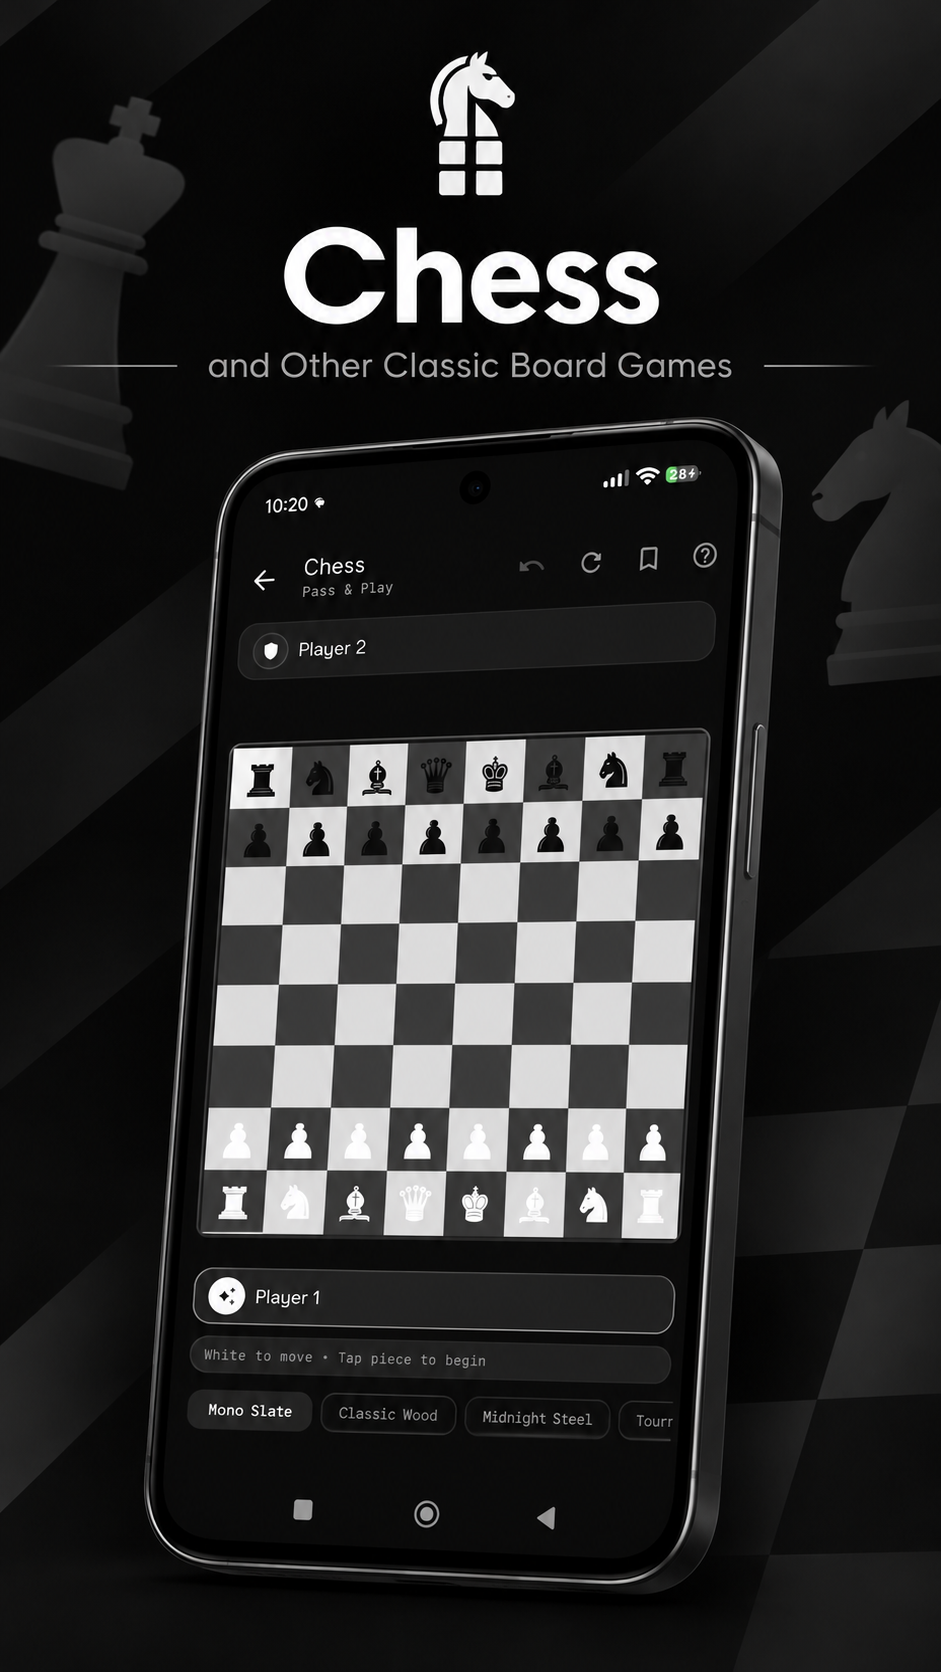 Chess
and Other Classic Board Games
10:20
28
Chess
Pass & Play
Player 2
Player 1
White to move • Tap piece to begin
Mono Slate
Classic Wood
Midnight Steel
Tourn